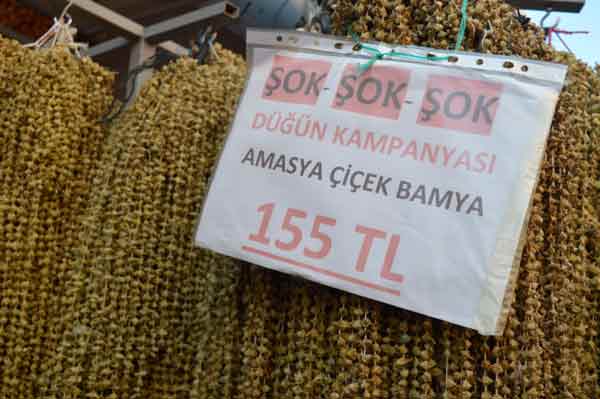 ŞOK-ŞOK-ŞOK
DÜĞÜN KAMPANYASI
AMASYA ÇİÇEK BAMYA
155 TL